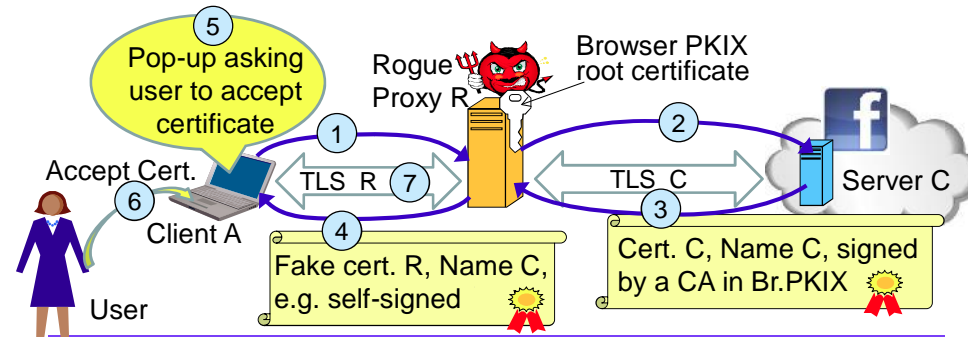 5
Pop-up asking
user to accept
certificate
Rogue
Proxy R
Browser PKIX
root certificate
1
2
f
Accept Cert.
TLS R
7
TLS C
Server C
6
Client A
3
4
Fake cert. R, Name C,
e.g. self-signed
Cert. C, Name C, signed
by a CA in Br.PKIX
User